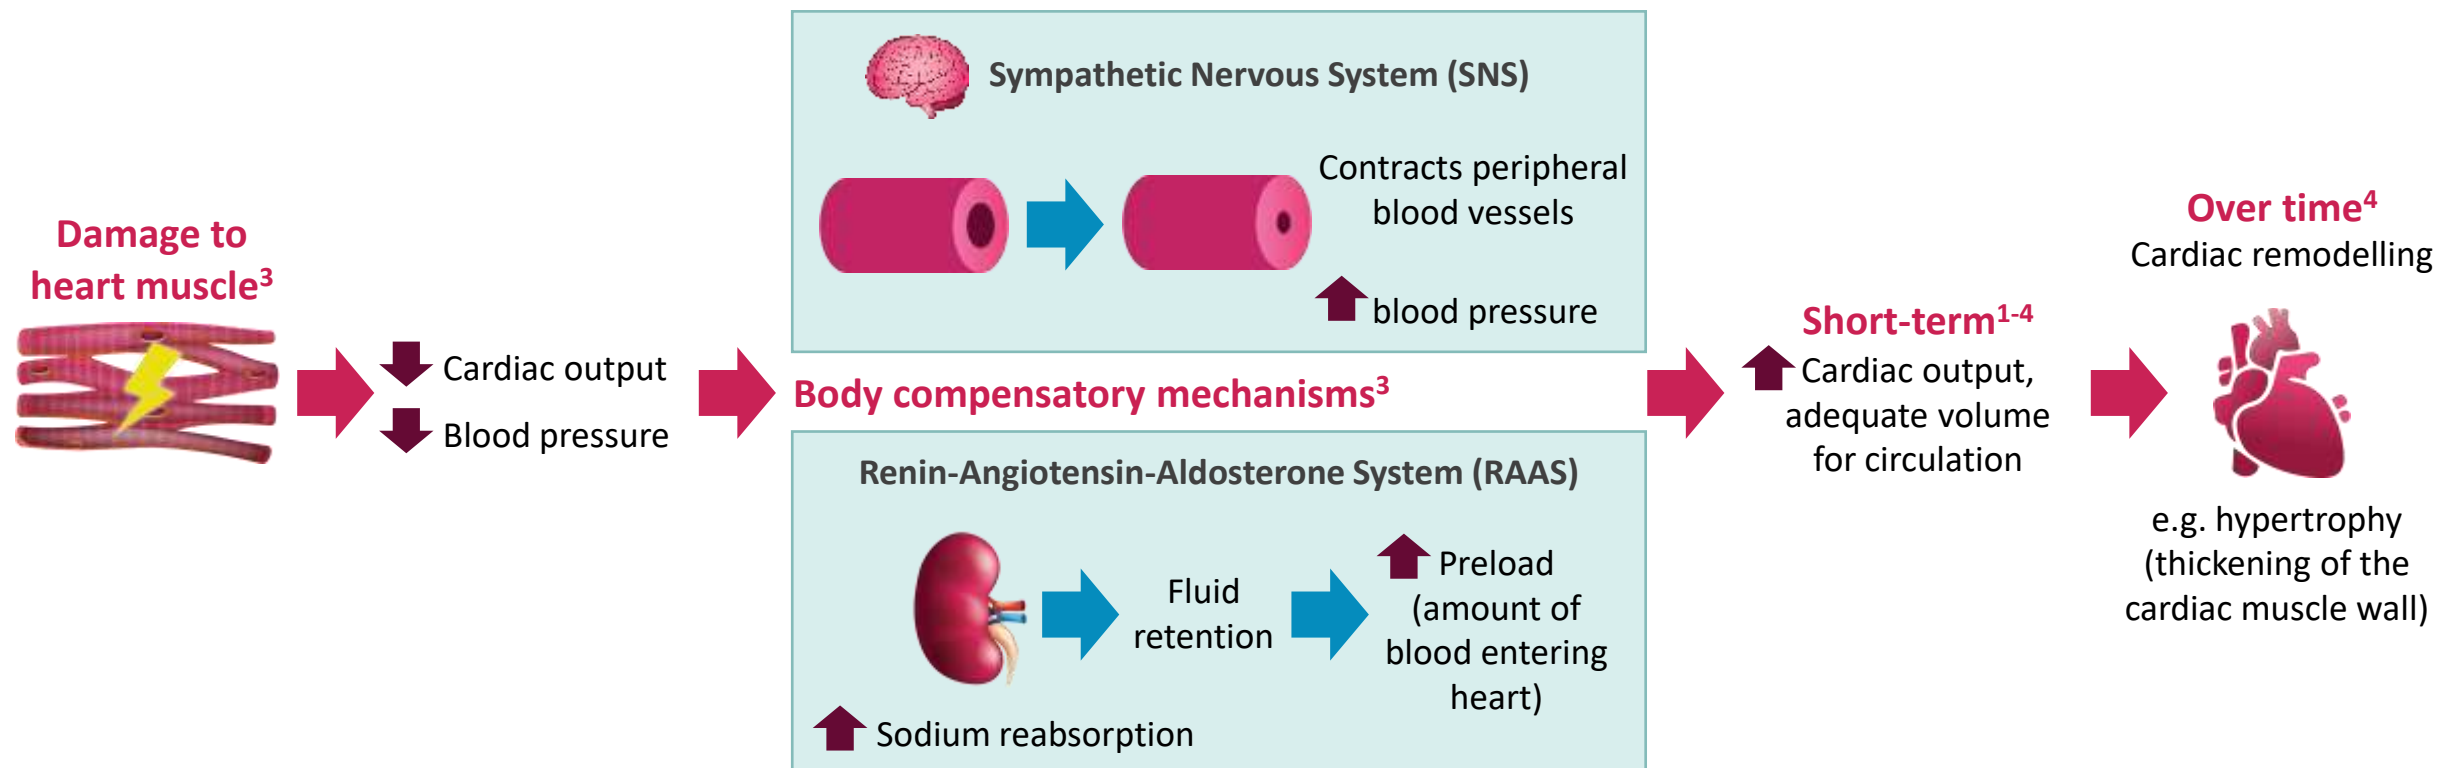 Damage to
heart muscle3
Cardiac output
Blood pressure
Sympathetic Nervous System (SNS)
Contracts peripheral
blood vessels
blood pressure
Body compensatory mechanisms3
Renin-Angiotensin-Aldosterone System (RAAS)
Fluid
retention
Preload
(amount of
blood entering
heart)
Sodium reabsorption
Short-term1-4
Cardiac output,
adequate volume
for circulation
Over time4
Cardiac remodelling
e.g. hypertrophy
(thickening of the
cardiac muscle wall)